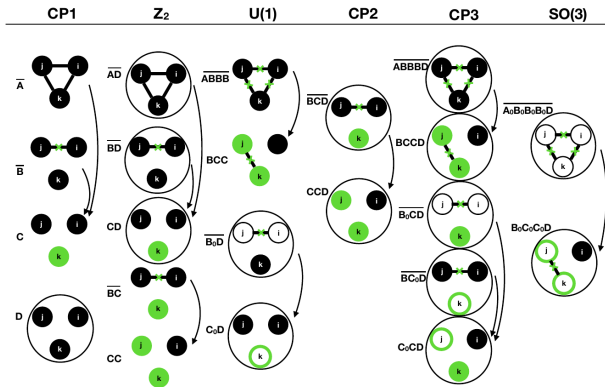 CP1 Z₂ U(1) CP2 CP3 SO(3)
A
j i
k
B
j i
k
C
j i
k
D
j i
k
AD
j i
k
BD
j i
k
CD
j i
k
BC
j i
k
CC
j i
k
ABBB
j i
k
BCC
j
k
B₀D
j i
k
C₀D
j i
k
BCD
j i
k
CCD
j i
k
ABBBD
j i
k
BCCD
j i
k
B₀CD
j i
k
BC₀D
j i
k
C₀CD
j i
k
A₀B₀B₀B₀D
j i
k
B₀C₀C₀D
j i
k